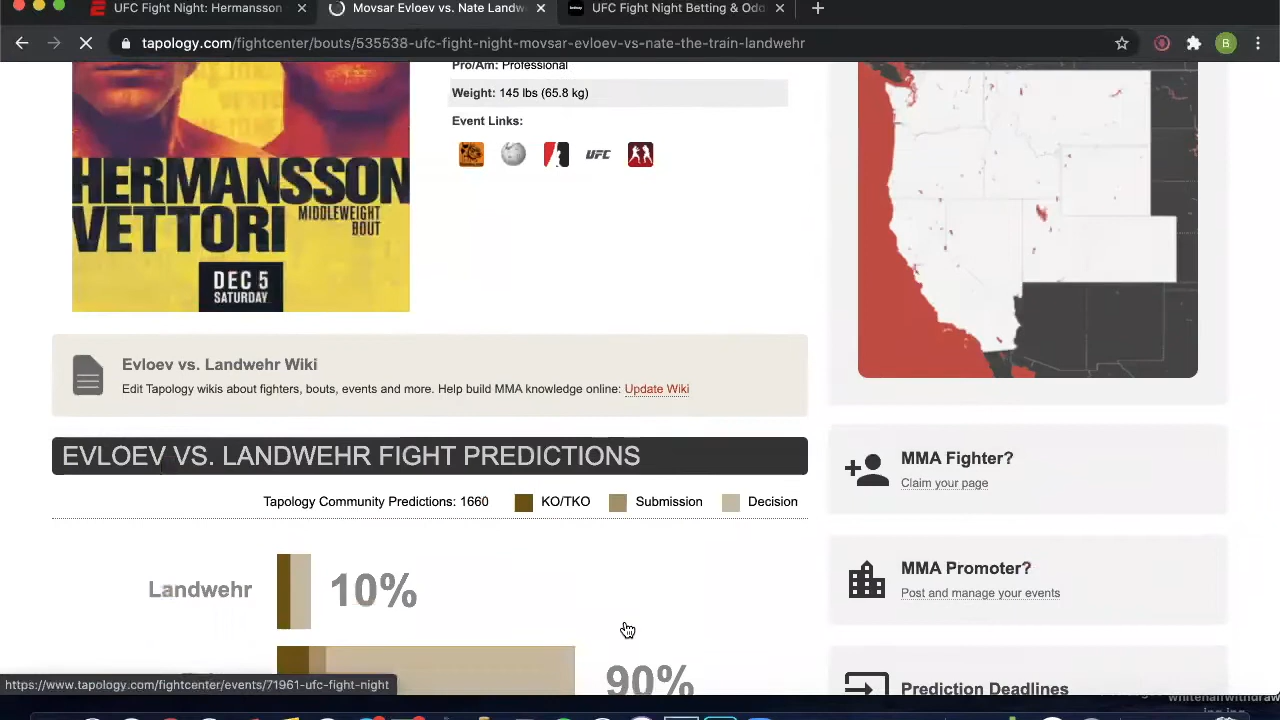 UFC Fight Night: Hermansson
Movsar Evloev vs. Nate Landw
UFC Fight Night Betting & Odd
tapology.com/fightcenter/bouts/535538-ufc-fight-night-movsar-evloev-vs-nate-the-train-landwehr
B
Pro/Am: Professional
Weight: 145 lbs (65.8 kg)
Event Links:
UFC
HERMANSSON
VETTORI
MIDDLEWEIGHT
BOUT
DEC 5
SATURDAY
Evloev vs. Landwehr Wiki
Edit Tapology wikis about fighters, bouts, events and more. Help build MMA knowledge online: Update Wiki
EVLOEV VS. LANDWEHR FIGHT PREDICTIONS
Tapology Community Predictions: 1660
KO/TKO
Submission
Decision
Landwehr
10%
90%
MMA Fighter?
Claim your page
MMA Promoter?
Post and manage your events
Prediction Deadlines
https://www.tapology.com/fightcenter/events/71961-ufc-fight-night